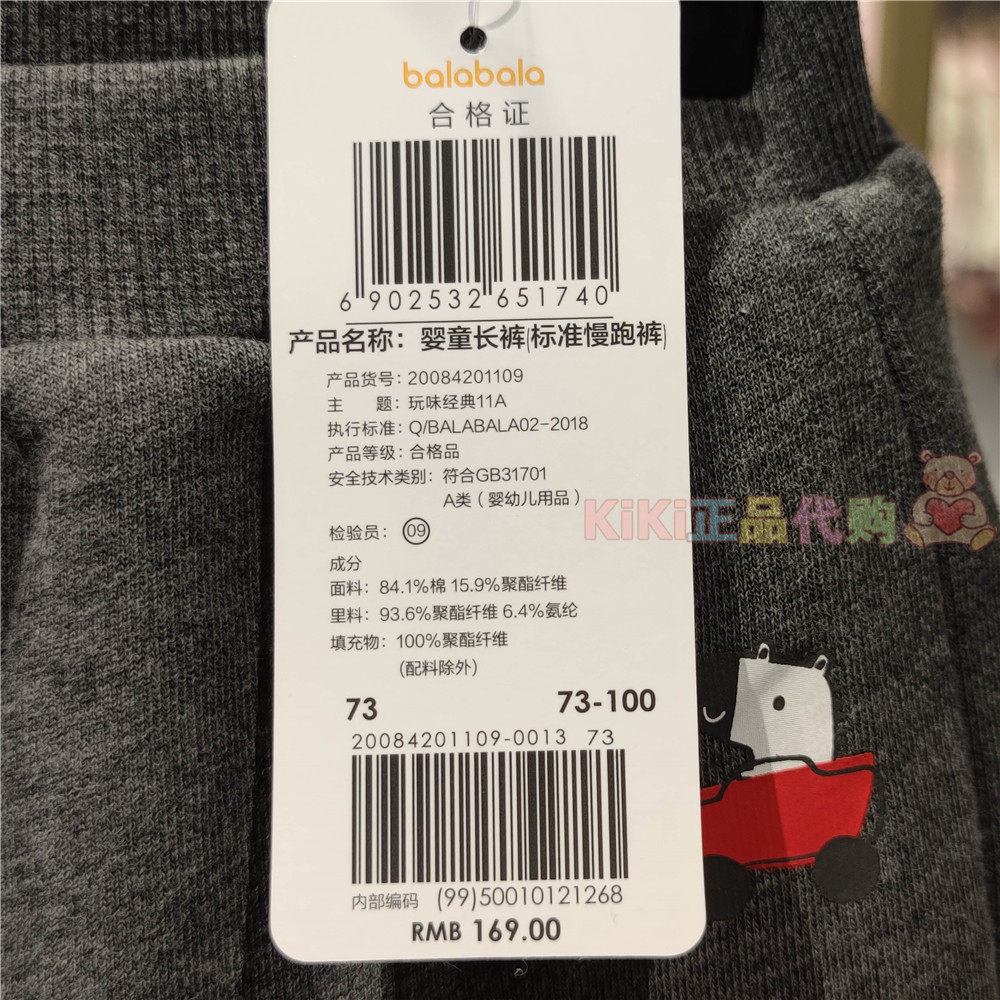 balabala
合格证
6 902532 651740
产品名称：婴童长裤(标准慢跑裤)
产品货号：20084201109
主 题：玩味经典11A
执行标准：Q/BALABALA02-2018
产品等级：合格品
安全技术类别：符合GB31701
A类（婴幼儿用品）
KiKi正品代购
检验员：09
成分
面料：84.1%棉 15.9%聚酯纤维
里料：93.6%聚酯纤维 6.4%氨纶
填充物：100%聚酯纤维
(配料除外)
73 73-100
20084201109-0013 73
内部编码 (99)50010121268
RMB 169.00